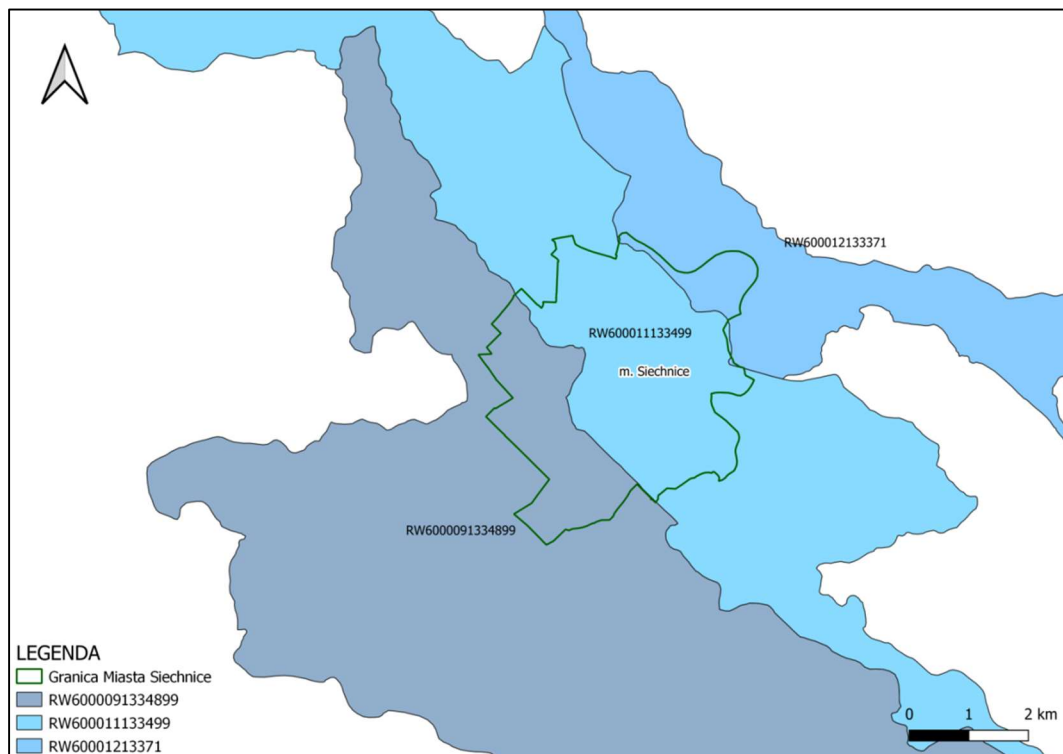 RW600012133371
RW600011133499
m. Siechnice
RW6000091334899
LEGENDA
Granica Miasta Siechnice
RW6000091334899
RW600011133499
RW60001213371
0 1 2 km